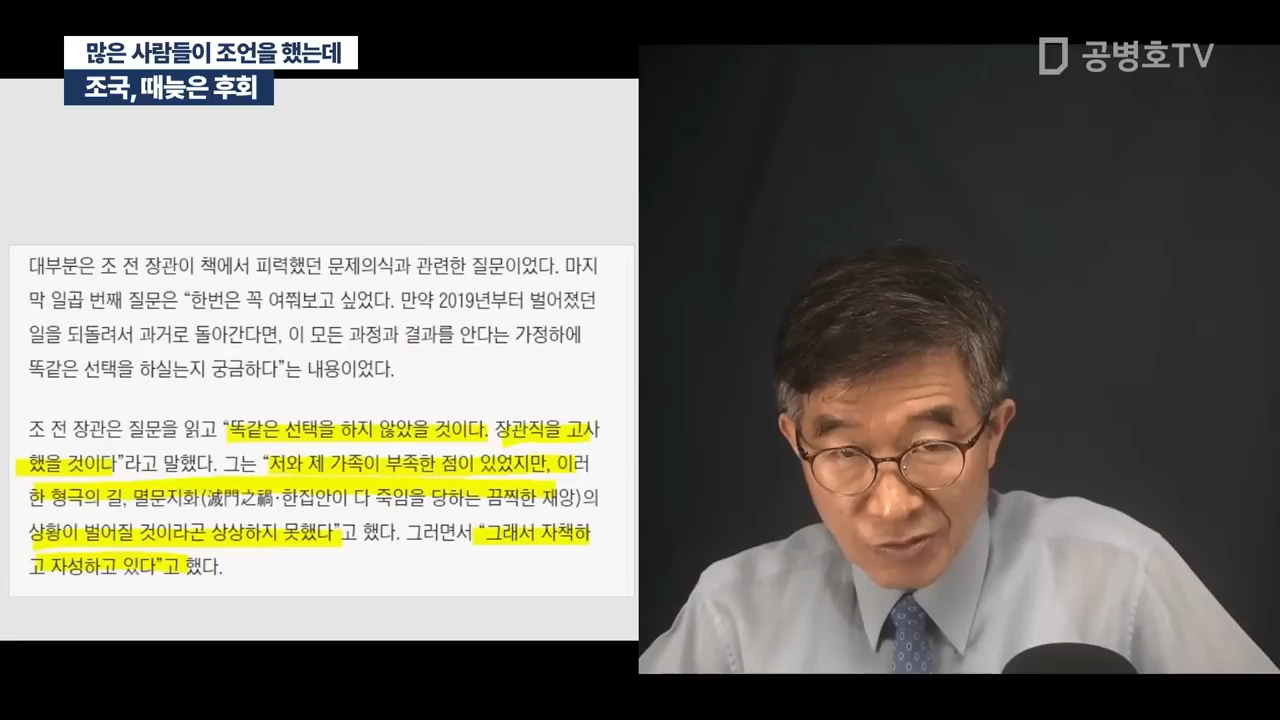 많은 사람들이 조언을 했는데
조국, 때늦은 후회
공병호TV
대부분은 조 전 장관이 책에서 피력했던 문제의식과 관련한 질문이었다. 마지
막 일곱 번째 질문은 “한번은 꼭 여쭤보고 싶었다. 만약 2019년부터 벌어졌던
일을 되돌려서 과거로 돌아간다면, 이 모든 과정과 결과를 안다는 가정하에
똑같은 선택을 하실는지 궁금하다”는 내용이었다.
조 전 장관은 질문을 읽고 “똑같은 선택을 하지 않았을 것이다. 장관직을 고사
했을 것이다”라고 말했다. 그는 “저와 제 가족이 부족한 점이 있었지만, 이러
한 형극의 길, 멸문지화(滅門之禍·한집안이 다 죽임을 당하는 끔찍한 재앙)의
상황이 벌어질 것이라곤 상상하지 못했다”고 했다. 그러면서 “그래서 자책하
고 자성하고 있다”고 했다.